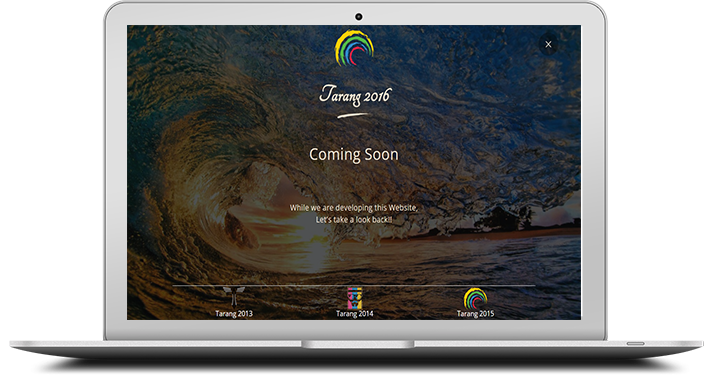 Tarang 2016
Coming Soon
While we are developing this Website,
Let's take a look back!!
Tarang 2013
Tarang 2014
Tarang 2015